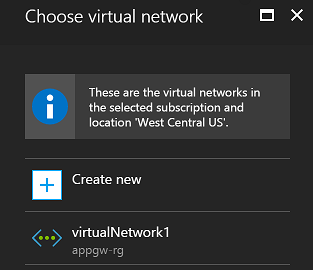 Choose virtual network
These are the virtual networks in
the selected subscription and
location 'West Central US'.
Create new
virtualNetwork1
appgw-rg